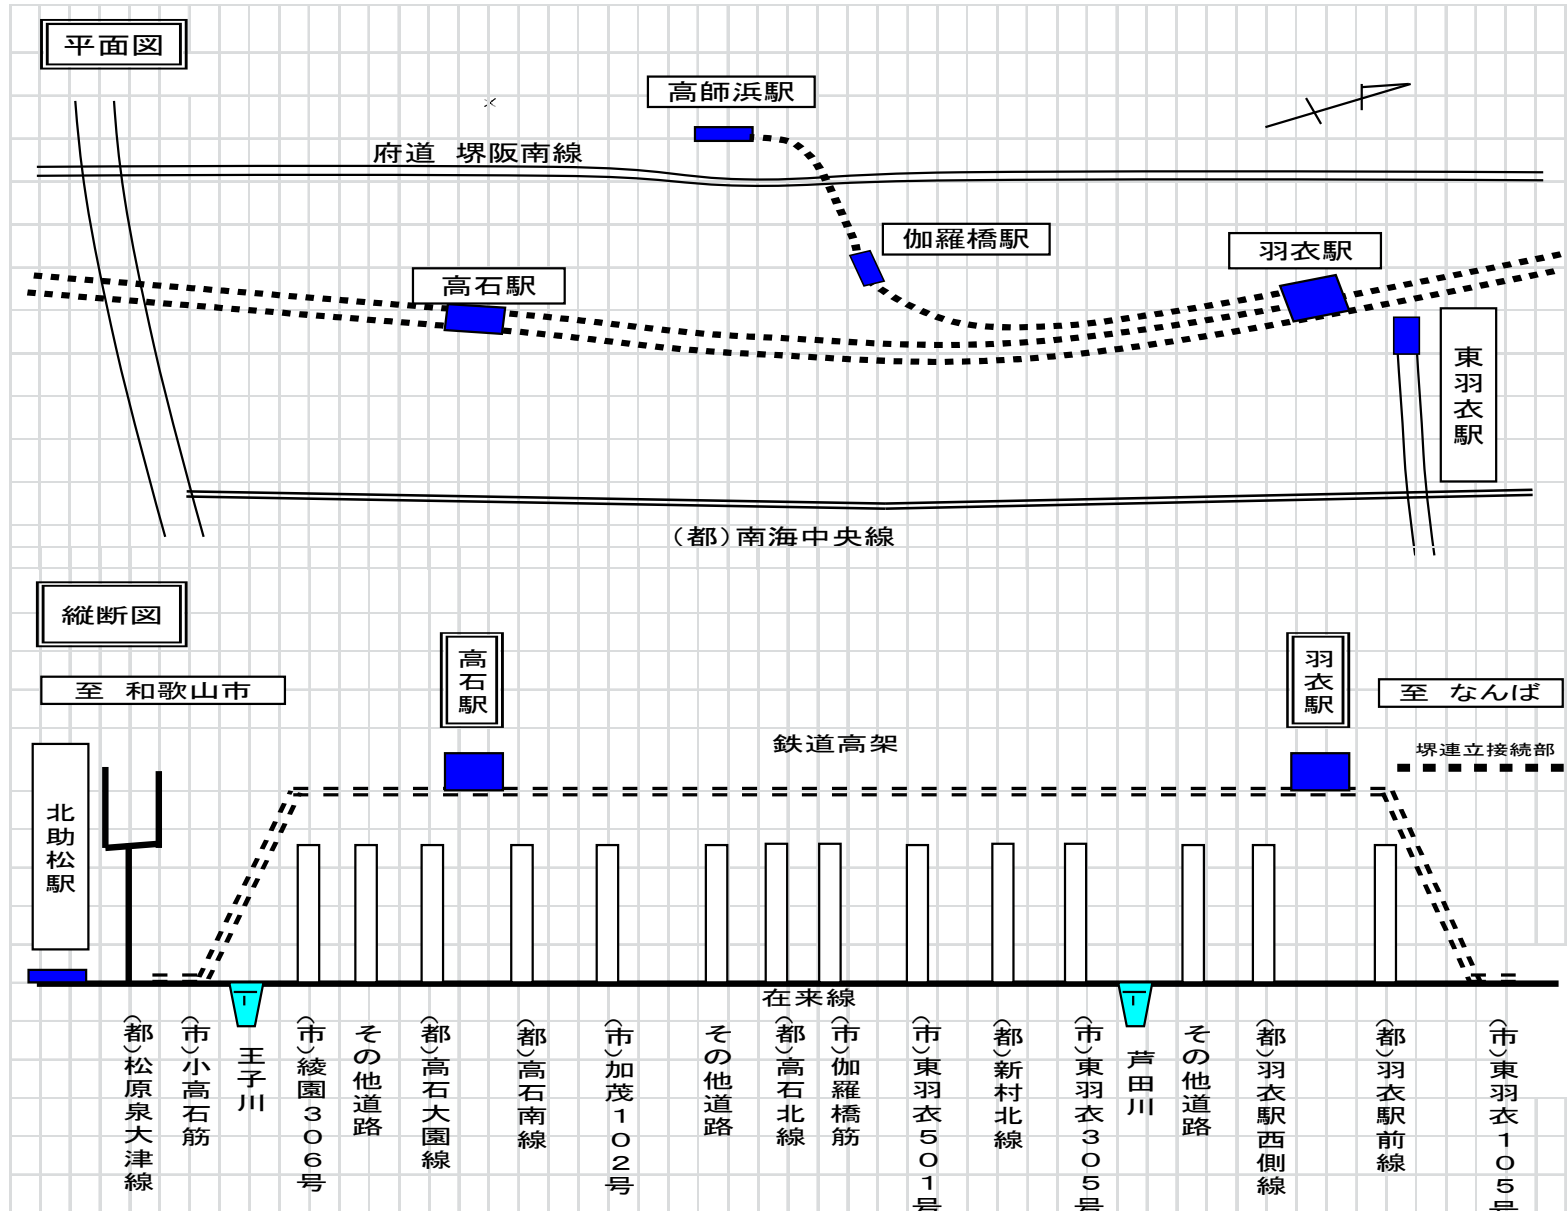 平面図
高師浜駅
府道 堺阪南線
伽羅橋駅
羽衣駅
高石駅
東羽衣駅
(都)南海中央線
縦断図
高石駅
羽衣駅
至 和歌山市
至 なんば
鉄道高架
堺連立接続部
北助松駅
在来線
(都)松原泉大津線
(市)小高石筋
王子川
(市)綾園306号
その他道路
(都)高石大園線
(都)高石南線
(市)加茂102号
その他道路
(都)高石北線
(市)伽羅橋筋
(市)東羽衣501号
(都)新村北線
(市)東羽衣305号
芦田川
その他道路
(都)羽衣駅西側線
(都)羽衣駅前線
(市)東羽衣105号